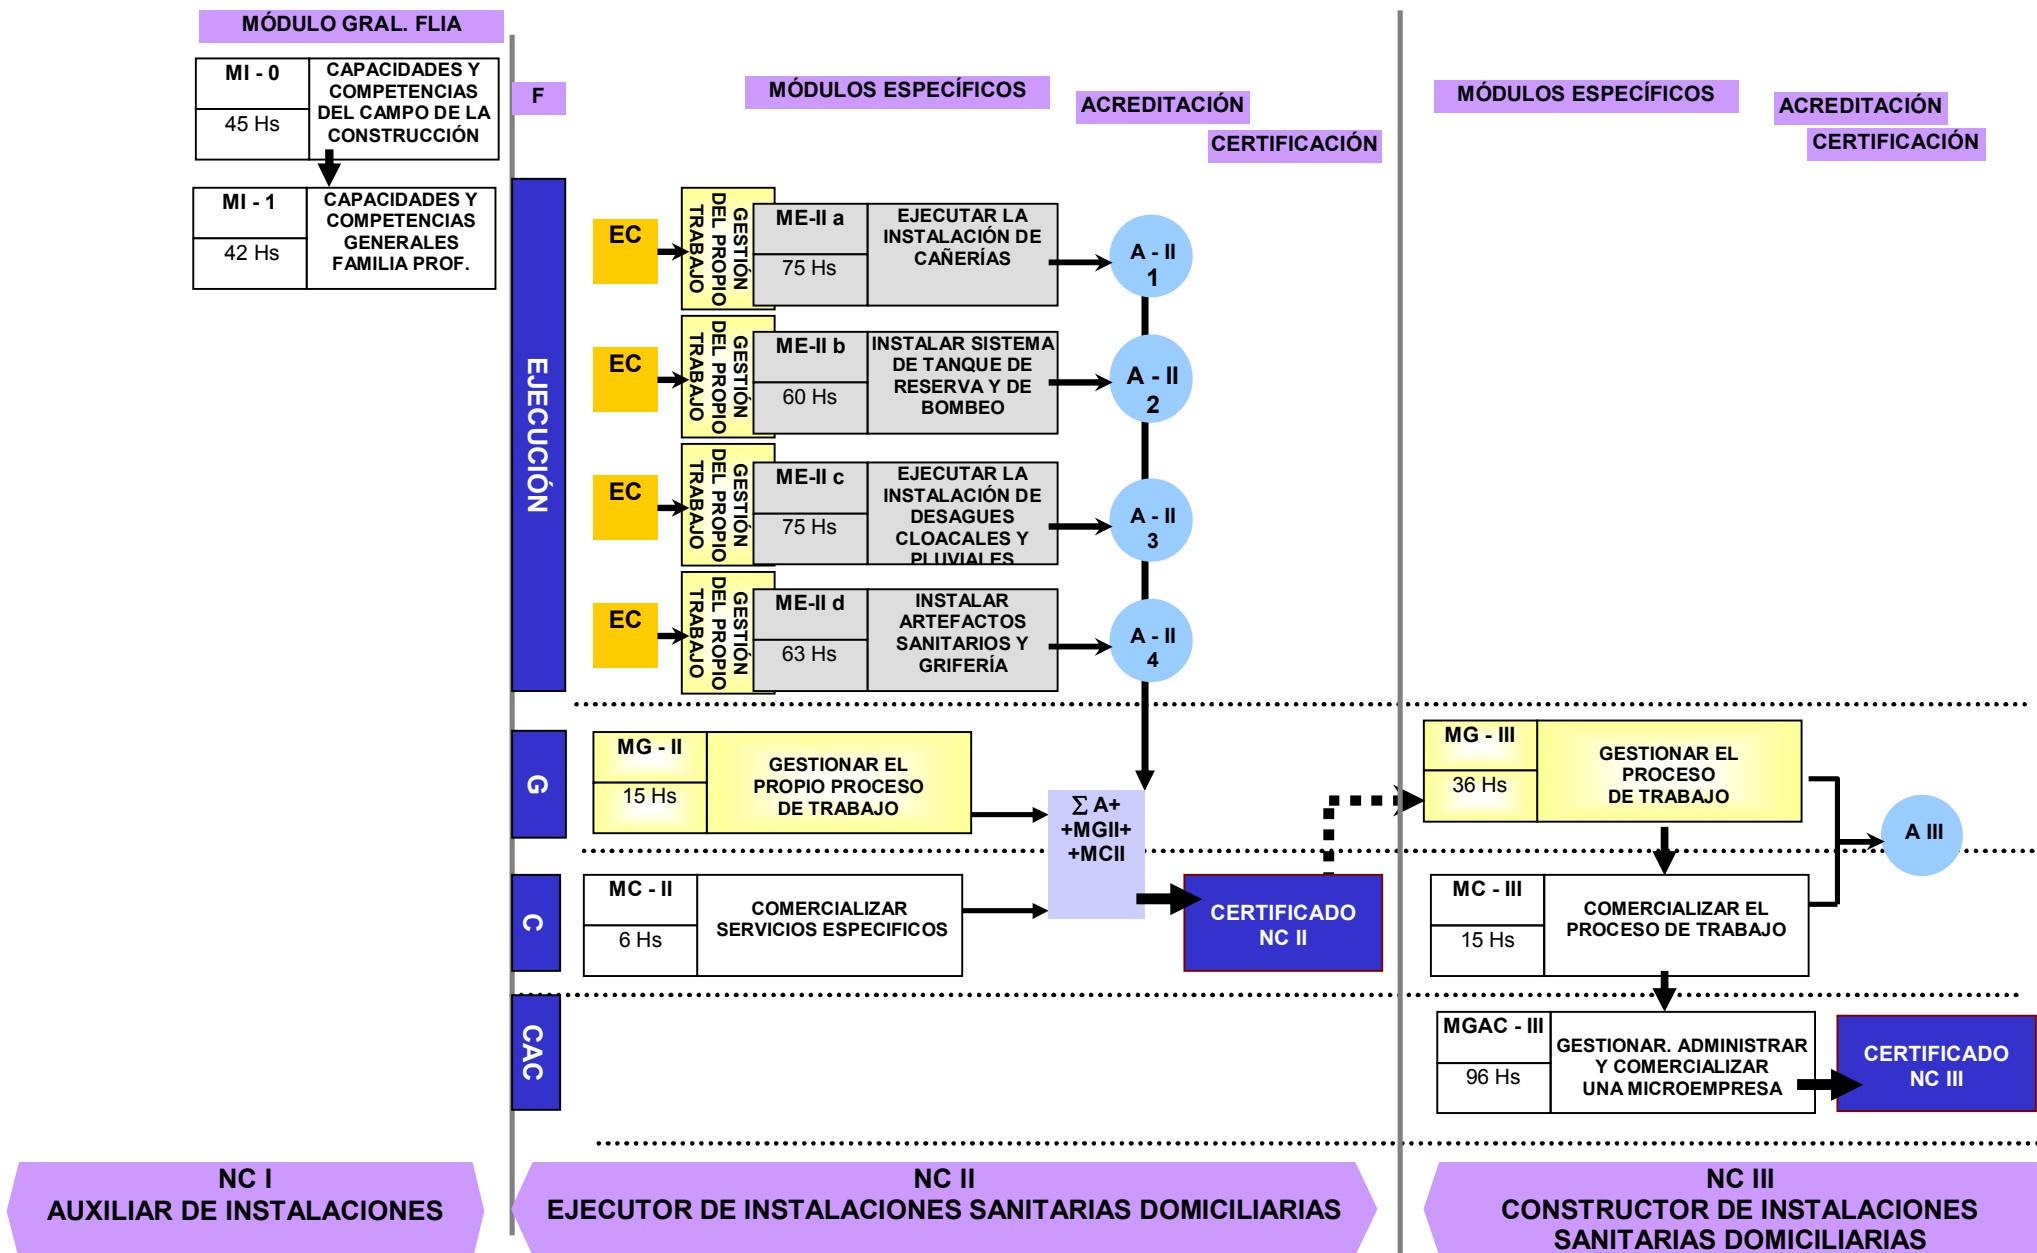 MÓDULO GRAL. FLIA
MI - 0
45 Hs
CAPACIDADES Y
COMPETENCIAS
DEL CAMPO DE LA
CONSTRUCCIÓN
MI - 1
42 Hs
CAPACIDADES Y
COMPETENCIAS
GENERALES
FAMILIA PROF.
F
MÓDULOS ESPECÍFICOS
ACREDITACIÓN
CERTIFICACIÓN
MÓDULOS ESPECÍFICOS
ACREDITACIÓN
CERTIFICACIÓN
EJECUCIÓN
EC
GESTIÓN
DEL PROPIO
TRABAJO
ME-II a
75 Hs
EJECUTAR LA
INSTALACIÓN DE
CAÑERÍAS
A - II
1
EC
GESTIÓN
DEL PROPIO
TRABAJO
ME-II b
60 Hs
INSTALAR SISTEMA
DE TANQUE DE
RESERVA Y DE
BOMBEO
A - II
2
EC
GESTIÓN
DEL PROPIO
TRABAJO
ME-II c
75 Hs
EJECUTAR LA
INSTALACIÓN DE
DESAGUES
CLOACALES Y
PLUVIALES
A - II
3
EC
GESTIÓN
DEL PROPIO
TRABAJO
ME-II d
63 Hs
INSTALAR
ARTEFACTOS
SANITARIOS Y
GRIFERÍA
A - II
4
G
MG - II
15 Hs
GESTIONAR EL
PROPIO PROCESO
DE TRABAJO
∑ A+
+MGII+
+MCII
MG - III
36 Hs
GESTIONAR EL
PROCESO
DE TRABAJO
A III
C
MC - II
6 Hs
COMERCIALIZAR
SERVICIOS ESPECIFICOS
CERTIFICADO
NC II
MC - III
15 Hs
COMERCIALIZAR EL
PROCESO DE TRABAJO
CAC
MGAC - III
96 Hs
GESTIONAR. ADMINISTRAR
Y COMERCIALIZAR
UNA MICROEMPRESA
CERTIFICADO
NC III
NC I
AUXILIAR DE INSTALACIONES
NC II
EJECUTOR DE INSTALACIONES SANITARIAS DOMICILIARIAS
NC III
CONSTRUCTOR DE INSTALACIONES
SANITARIAS DOMICILIARIAS